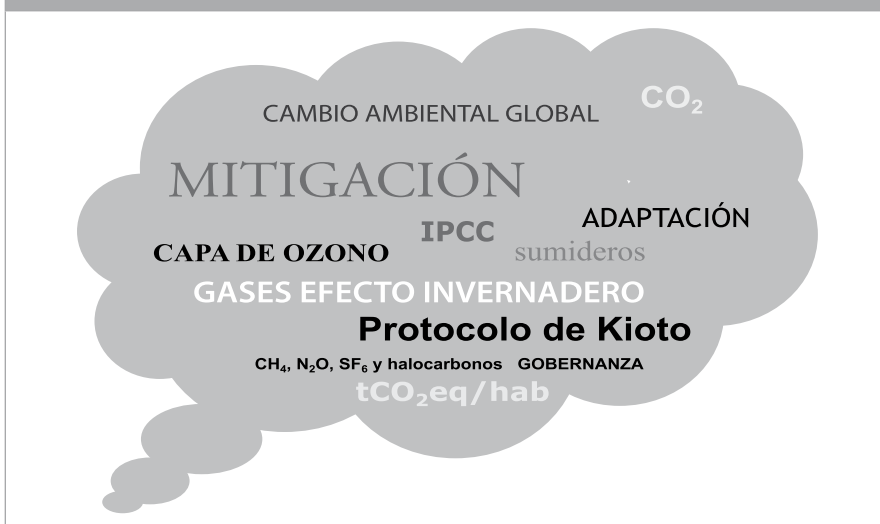 CO₂
CAMBIO AMBIENTAL GLOBAL
MITIGACIÓN
ADAPTACIÓN
IPCC
CAPA DE OZONO
sumideros
GASES EFECTO INVERNADERO
Protocolo de Kioto
CH₄, N₂O, SF₆ y halocarbonos GOBERNANZA
tCO₂eq/hab